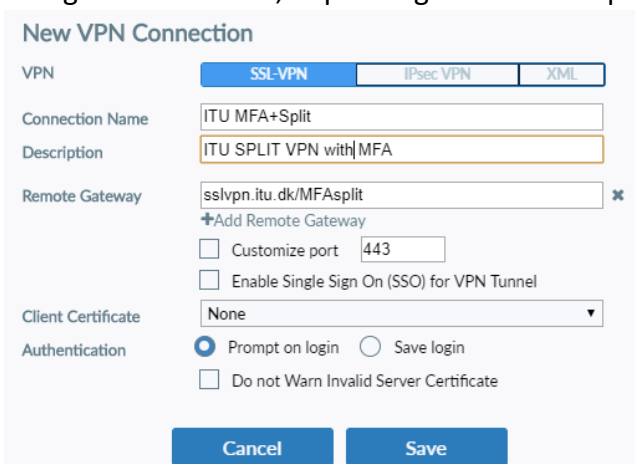 New VPN Connection
VPN SSL-VPN IPsec VPN XML
Connection Name ITU MFA+Split
Description ITU SPLIT VPN with MFA
Remote Gateway sslvpn.itu.dk/MFAsplit ✖
+Add Remote Gateway
Customize port 443
Enable Single Sign On (SSO) for VPN Tunnel
Client Certificate None ▼
Authentication Prompt on login Save login
Do not Warn Invalid Server Certificate
Cancel Save